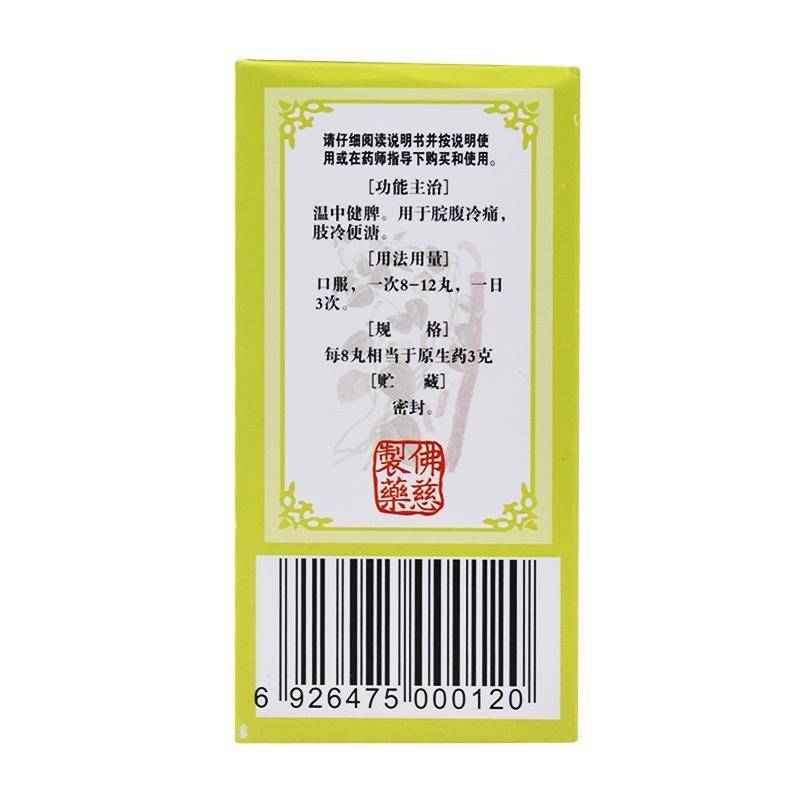 请仔细阅读说明书并按说明使
用或在药师指导下购买和使用。
[功能主治]
温中健脾。用于脘腹冷痛，
肢冷便溏。
[用法用量]
口服，一次8-12丸，一日
3次。
[规 格]
每8丸相当于原生药3克
[贮 藏]
密封。
佛慈
製藥
6 926475 000120